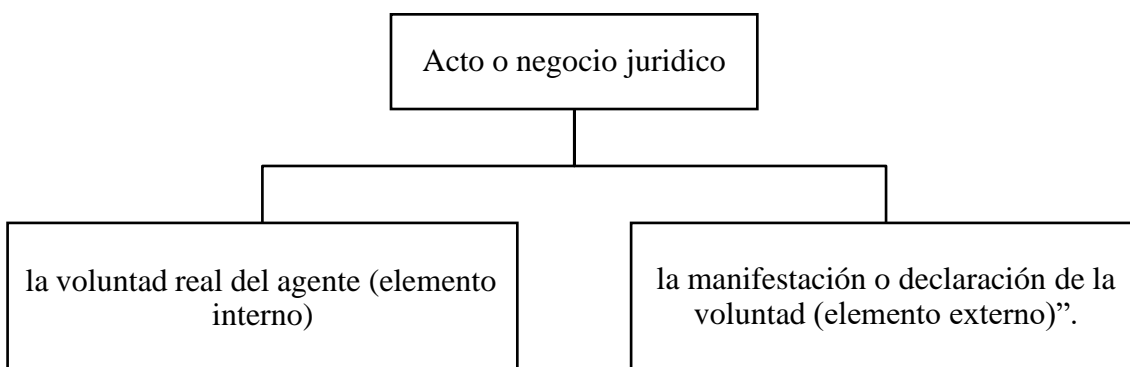 Acto o negocio juridico
la voluntad real del agente (elemento
interno)
la manifestación o declaración de la
voluntad (elemento externo)”.